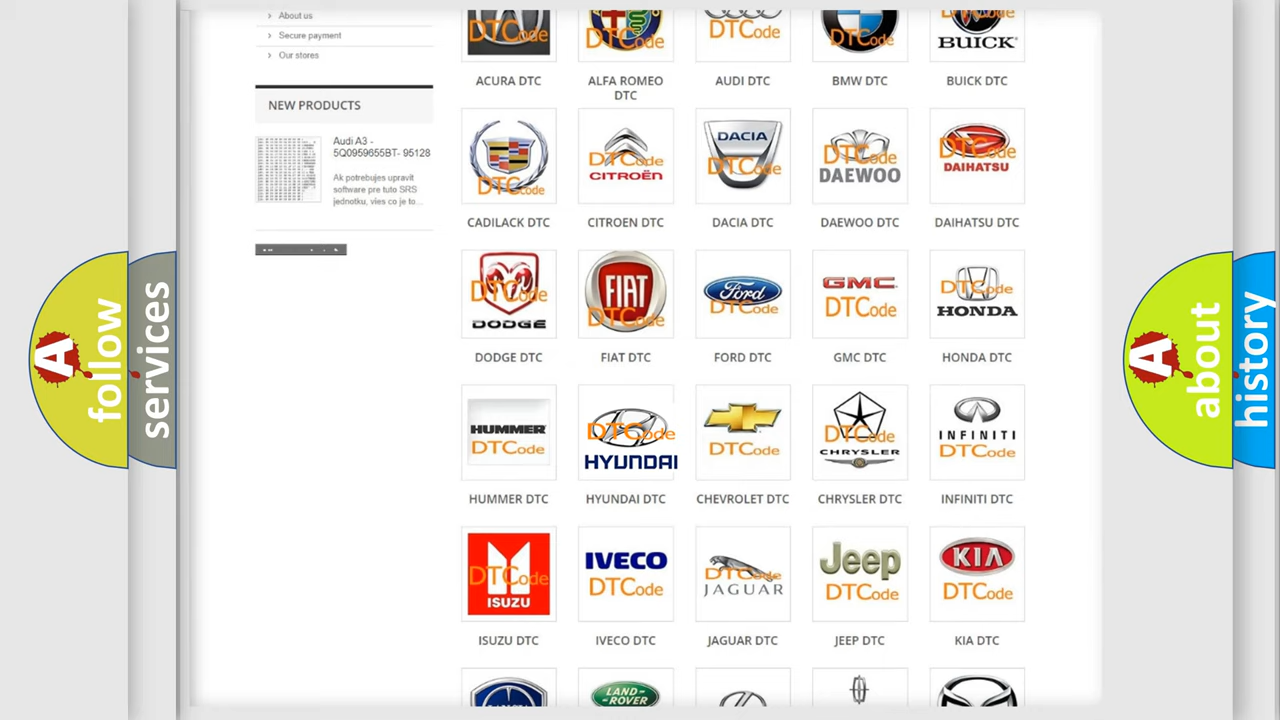 About us
Secure payment
Our stores
NEW PRODUCTS
Audi A3 -
5Q0959655BT- 95128
Ak potrebujes upravit
software pre tuto SRS
jednotku, vies co je to...
DTCode
DTCode
DTCode
DTCode
BUICK
ACURA DTC
ALFA ROMEO
DTC
AUDI DTC
BMW DTC
BUICK DTC
DTCode
DTCode
CITROËN
DACIA
DTCode
DTCode
DAEWOO
DTCode
DAIHATSU
CADILACK DTC
CITROEN DTC
DACIA DTC
DAEWOO DTC
DAIHATSU DTC
DTCode
DODGE
FIAT
DTCode
Ford
DTCode
GMC
DTCode
DTCode
HONDA
DODGE DTC
FIAT DTC
FORD DTC
GMC DTC
HONDA DTC
HUMMER
DTCode
DTCode
HYUNDAI
DTCode
DTCode
CHRYSLER
INFINITI
DTCode
HUMMER DTC
HYUNDAI DTC
CHEVROLET DTC
CHRYSLER DTC
INFINITI DTC
DTCode
ISUZU
IVECO
DTCode
DTCode
JAGUAR
Jeep
DTCode
KIA
DTCode
ISUZU DTC
IVECO DTC
JAGUAR DTC
JEEP DTC
KIA DTC
LAND-
ROVER
A
follow
services
A
about
history